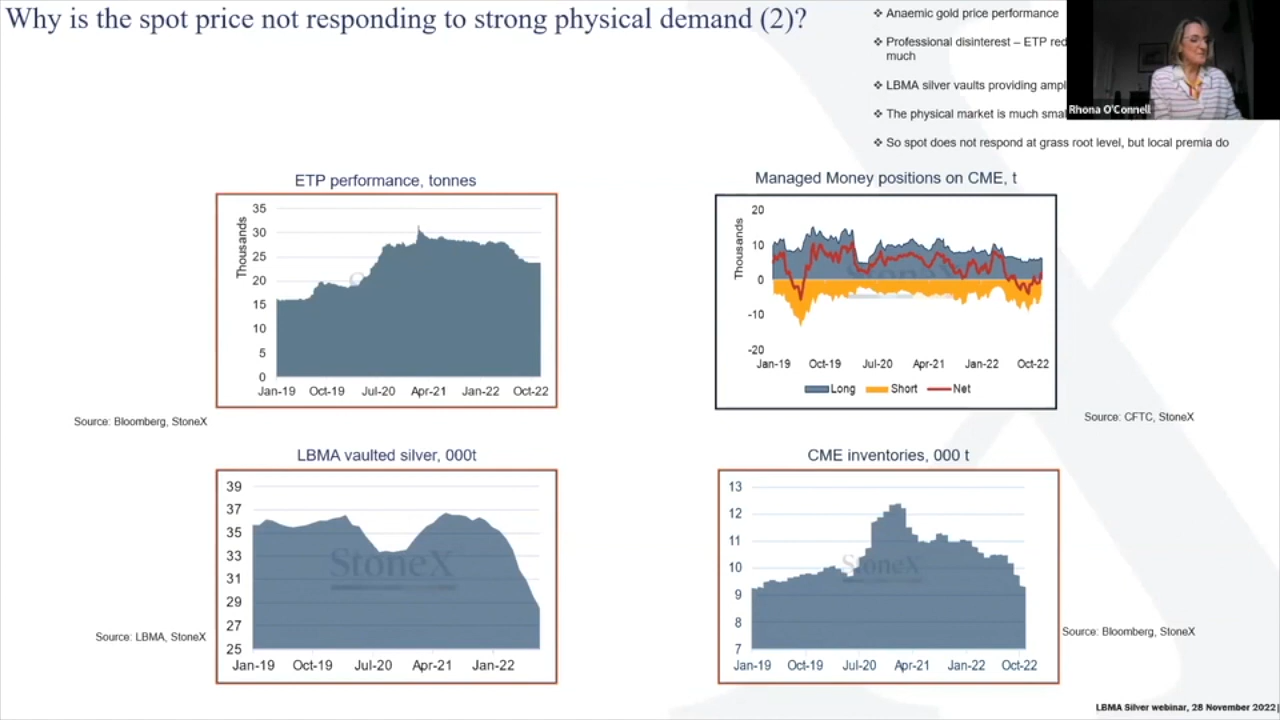 Why is the spot price not responding to strong physical demand (2)?
❖ Anaemic gold price performance
❖ Professional disinterest – ETP
much
❖ LBMA silver vaults providing
❖ The physical market is much
❖ So spot does not respond at grass root level, but local premia do
Rhona O'Connell
ETP performance, tonnes
Thousands
35
30
25
20
15
10
5
0
Jan-19 Oct-19 Jul-20 Apr-21 Jan-22 Oct-22
Source: Bloomberg, StoneX
Managed Money positions on CME, t
Thousands
20
10
0
-10
-20
StoneX
Jan-19 Oct-19 Jul-20 Apr-21 Jan-22 Oct-22
Long Short Net
Source: CFTC, StoneX
LBMA vaulted silver, 000t
39
37
35
33
31
29
27
25
StoneX
Jan-19 Oct-19 Jul-20 Apr-21 Jan-22
Source: LBMA, StoneX
CME inventories, 000 t
13
12
11
10
9
8
7
StoneX
Jan-19 Oct-19 Jul-20 Apr-21 Jan-22 Oct-22
Source: Bloomberg, StoneX
LBMA Silver webinar, 28 November 2022|